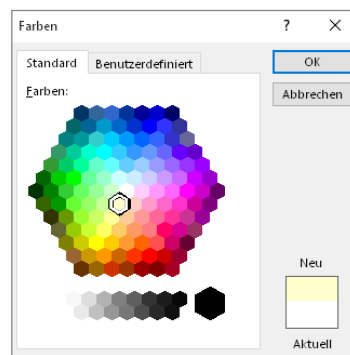 Farben ? ×
Standard Benutzerdefiniert
Farben:
OK
Abbrechen
Neu
Aktuell